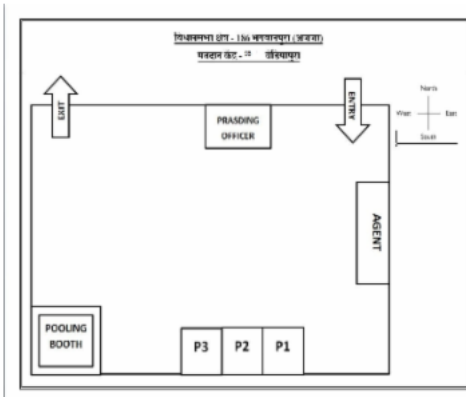 विधानसभा क्षेत्र - 186 भगवानपुरा (अजजा)
मतदान केंद्र -
EXIT
PRASDING
OFFICER
ENTRY
North
West
East
South
AGENT
POOLING
BOOTH
P3
P2
P1